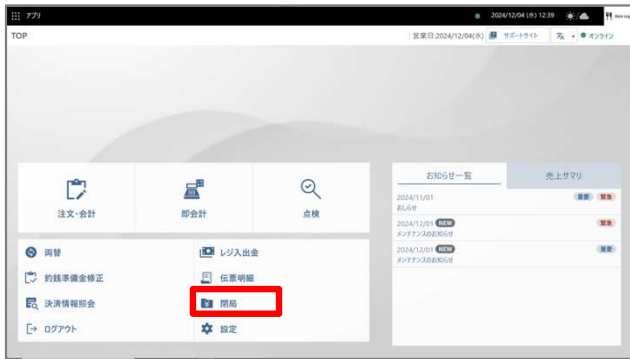 アプリ
2024/12/04 (水) 12:39
TOP
営業日:2024/12/04(水)
サポートサイト
オンライン
注文・会計
即会計
点検
両替
レジ入出金
釣銭準備金修正
伝票明細
決済情報照会
閉局
ログアウト
設定
お知らせ一覧
売上サマリ
2024/11/01
重要
緊急
おしらせ
2024/12/01 NEW
緊急
メンテナンスのお知らせ
2024/12/01 NEW
重要
メンテナンスのお知らせ